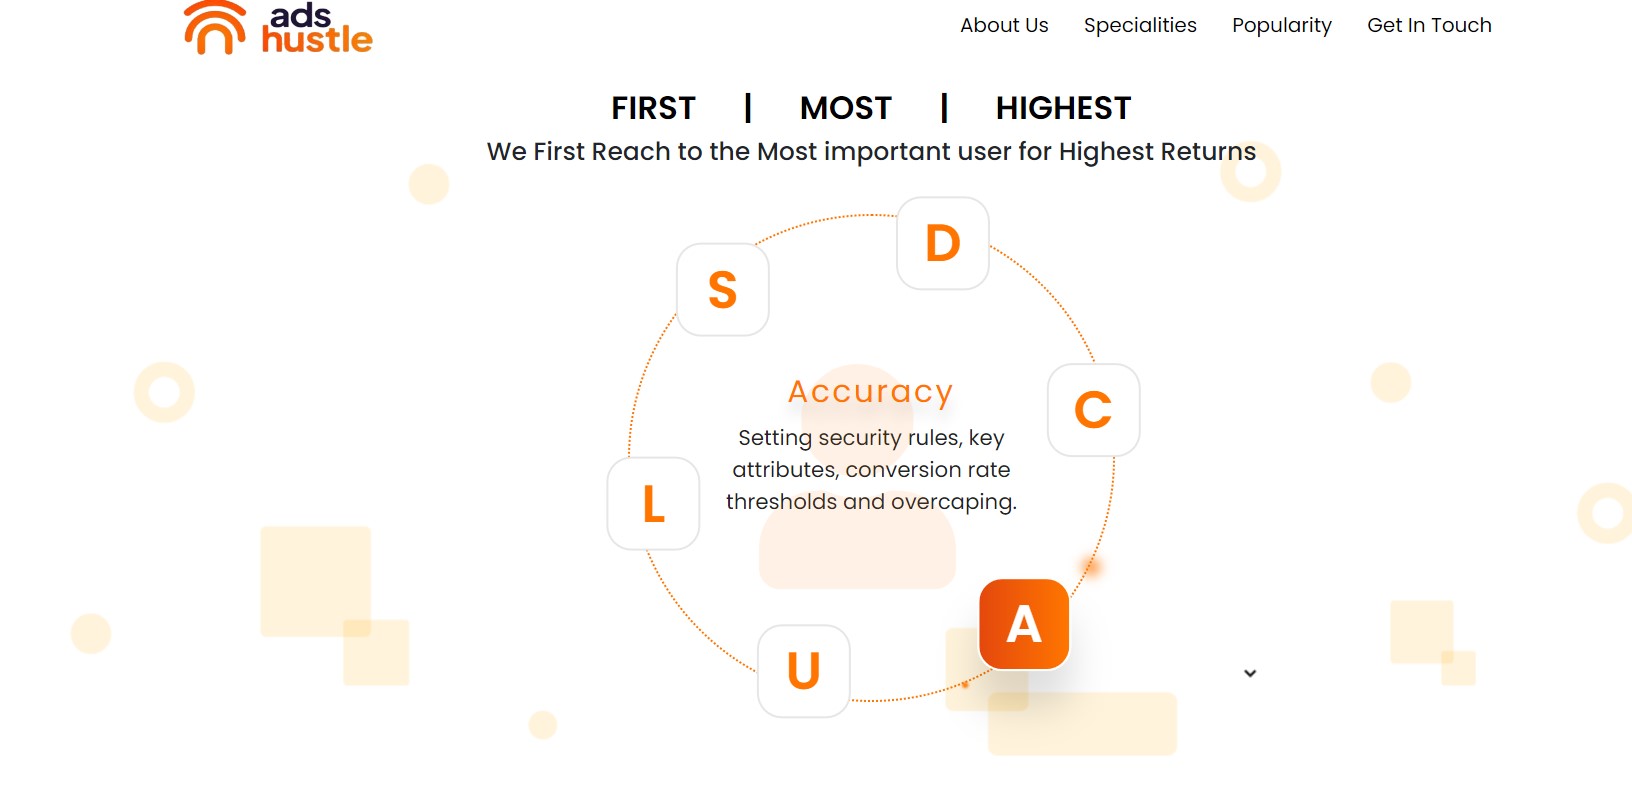 ads
hustle
About Us Specialities Popularity Get In Touch
FIRST | MOST | HIGHEST
We First Reach to the Most important user for Highest Returns
D
S
C
Accuracy
Setting security rules, key
attributes, conversion rate
thresholds and overcaping.
L
A
U